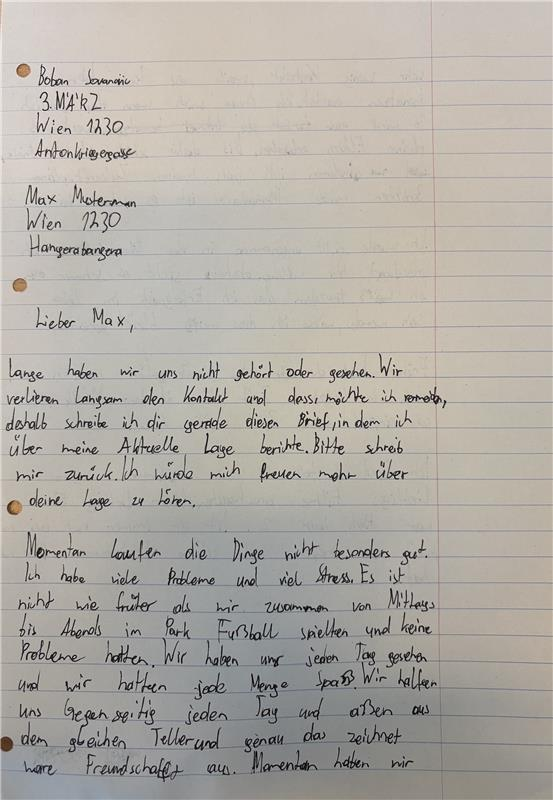 Boban Jovanovic
3. MÄRZ
Wien 1230
Antonkriegergasse
Max Musterman
Wien 1230
Hangerabangera
Lieber Max,
Lange haben wir uns nicht gehört oder gesehen. Wir
verlieren Langsam den Kontakt und dass, möchte ich
deshalb schreibe ich dir gerade diesen Brief, in dem ich
über meine Aktuelle Lage berichte. Bitte schreib
mir zurück. Ich würde mich freuen mehr über
deine Lage zu hören.
Momentan laufen die Dinge nicht besonders gut.
Ich habe viele Probleme und viel Stress. Es ist
nicht wie früher als wir zusammen von Mittags
bis Abends im Park Fußball spielten und keine
Probleme hatten. Wir haben uns jeden Tag gesehen
und wir hatten jede Menge Spaß. Wir halfen
uns Gegenseitig jeden Tag und aßen aus
dem gleichen Teller und genau das zeichnet
ware Freundschaft aus. Momentan haben wir